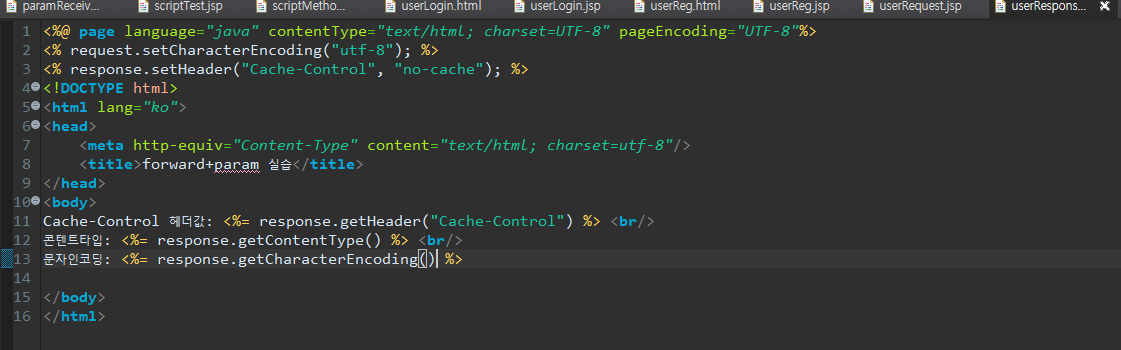 paramReceiv... scriptTest.jsp scriptMetho... userLogin.html userLogin.jsp userReg.html userReg.jsp userRequest.jsp userRespons...
1 <%@ page language="java" contentType="text/html; charset=UTF-8" pageEncoding="UTF-8"%>
2 <% request.setCharacterEncoding("utf-8"); %>
3 <% response.setHeader("Cache-Control", "no-cache"); %>
4 <!DOCTYPE html>
5 <html lang="ko">
6 <head>
7 <meta http-equiv="Content-Type" content="text/html; charset=utf-8"/>
8 <title>forward+param 실습</title>
9 </head>
10 <body>
11 Cache-Control 헤더값: <%= response.getHeader("Cache-Control") %> <br/>
12 콘텐트타입: <%= response.getContentType() %> <br/>
13 문자인코딩: <%= response.getCharacterEncoding() %>
14
15 </body>
16 </html>